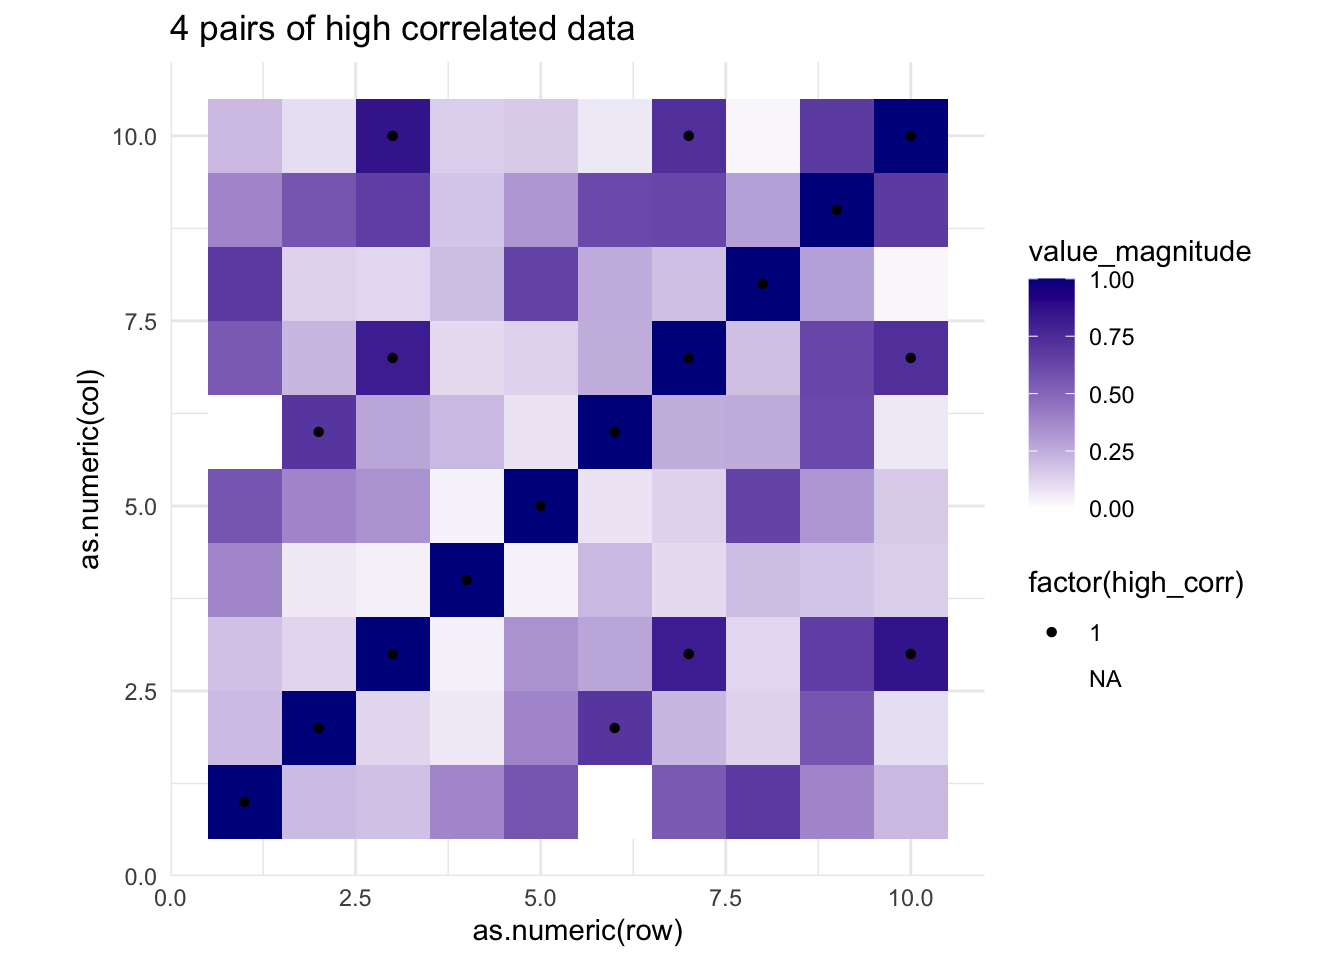 4 pairs of high correlated data
10.0
7.5
5.0
2.5
0.0
as.numeric(col)
0.0 2.5 5.0 7.5 10.0
as.numeric(row)
value_magnitude
1.00
0.75
0.50
0.25
0.00
factor(high_corr)
1
NA